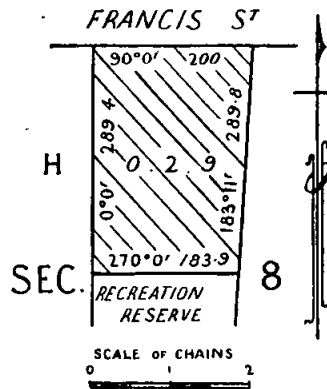 FRANCIS ST
90°0' 200
289.4
289.8
H
0.2.9
0°0'
183°11'
270°0' 183.9
SEC. 8
RECREATION
RESERVE
SCALE OF CHAINS
0 1 2